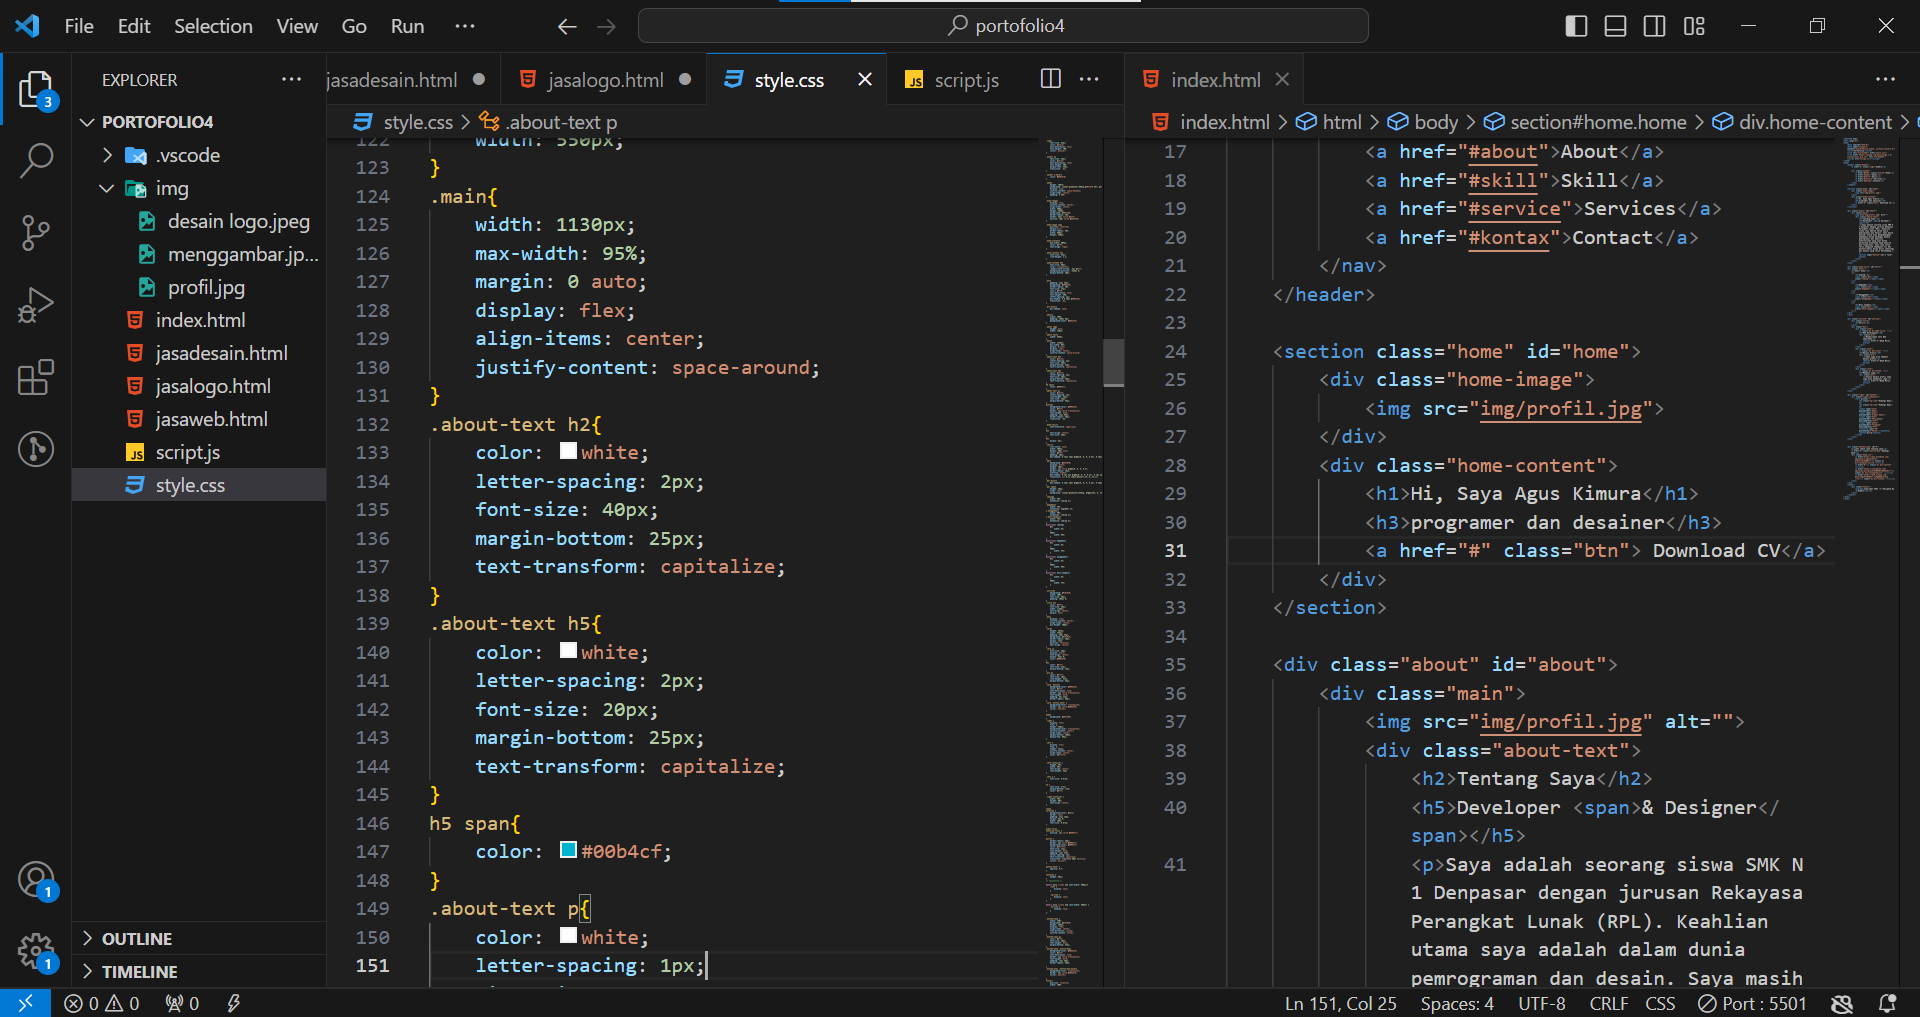 File Edit Selection View Go Run
portofolio4
EXPLORER
PORTOFOLIO4
.vscode
img
desain logo.jpeg
menggambar.jp...
profil.jpg
index.html
jasadesain.html
jasalogo.html
jasaweb.html
script.js
style.css
OUTLINE
TIMELINE
3
1
1
jasadesain.html
jasalogo.html
style.css
JS script.js
style.css > .about-text p
122 width: 550px;
123 }
124 .main{
125 width: 1130px;
126 max-width: 95%;
127 margin: 0 auto;
128 display: flex;
129 align-items: center;
130 justify-content: space-around;
131 }
132 .about-text h2{
133 color: white;
134 letter-spacing: 2px;
135 font-size: 40px;
136 margin-bottom: 25px;
137 text-transform: capitalize;
138 }
139 .about-text h5{
140 color: white;
141 letter-spacing: 2px;
142 font-size: 20px;
143 margin-bottom: 25px;
144 text-transform: capitalize;
145 }
146 h5 span{
147 color: #00b4cf;
148 }
149 .about-text p{
150 color: white;
151 letter-spacing: 1px;
index.html
index.html > html > body > section#home.home > div.home-content >
17 <a href="#about">About</a>
18 <a href="#skill">Skill</a>
19 <a href="#service">Services</a>
20 <a href="#kontax">Contact</a>
21 </nav>
22 </header>
23
24 <section class="home" id="home">
25 <div class="home-image">
26 <img src="img/profil.jpg">
27 </div>
28 <div class="home-content">
29 <h1>Hi, Saya Agus Kimura</h1>
30 <h3>programer dan desainer</h3>
31 <a href="#" class="btn"> Download CV</a>
32 </div>
33 </section>
34
35 <div class="about" id="about">
36 <div class="main">
37 <img src="img/profil.jpg" alt="">
38 <div class="about-text">
39 <h2>Tentang Saya</h2>
40 <h5>Developer <span>& Designer</
span></h5>
41 <p>Saya adalah seorang siswa SMK N
1 Denpasar dengan jurusan Rekayasa
Perangkat Lunak (RPL). Keahlian
utama saya adalah dalam dunia
pemrograman dan desain. Saya masih
0 0 0
Ln 151, Col 25 Spaces: 4 UTF-8 CRLF CSS Port : 5501